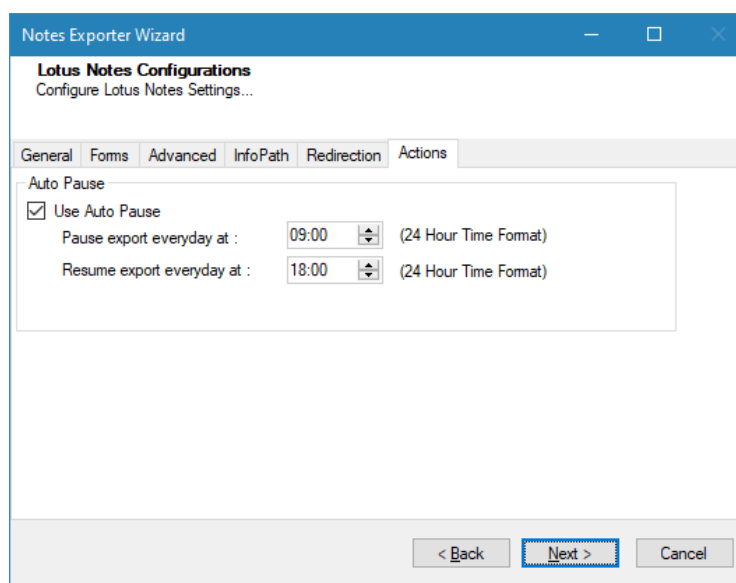 Notes Exporter Wizard
Lotus Notes Configurations
Configure Lotus Notes Settings...
General Forms Advanced InfoPath Redirection Actions
Auto Pause
Use Auto Pause
Pause export everyday at : 09:00 (24 Hour Time Format)
Resume export everyday at : 18:00 (24 Hour Time Format)
< Back Next > Cancel